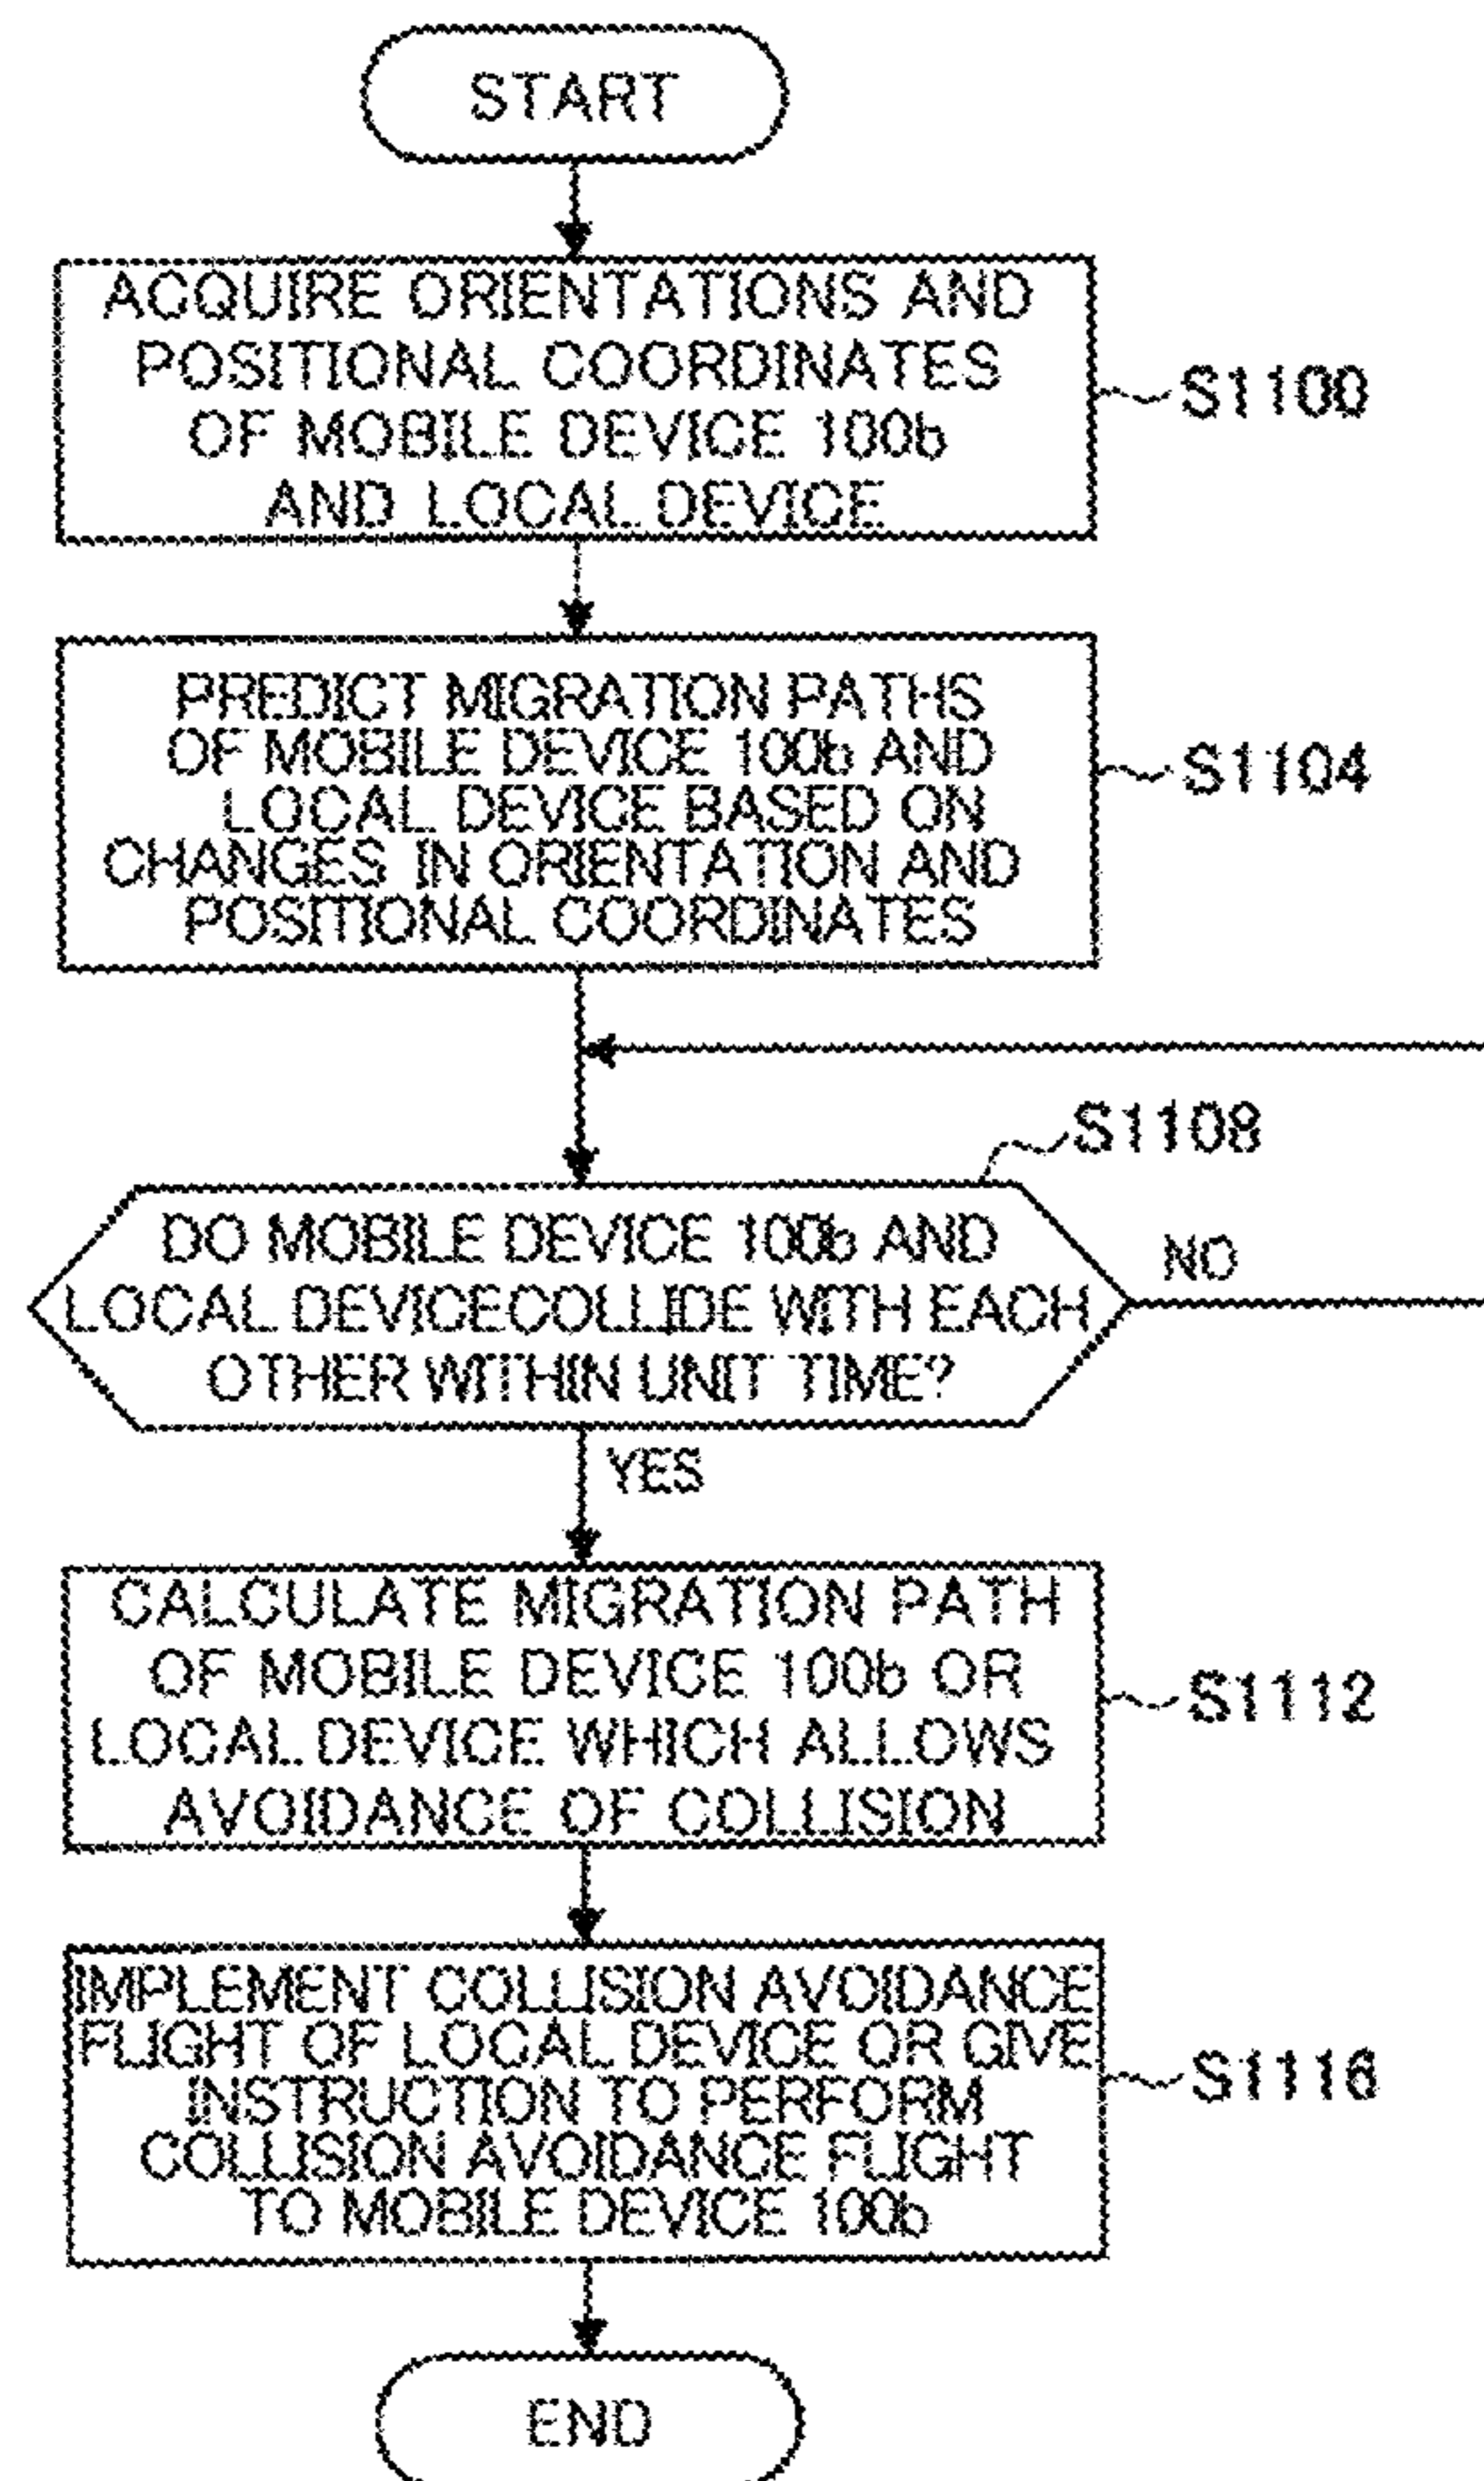 START
ACQUIRE ORIENTATIONS AND
POSITIONAL COORDINATES
OF MOBILE DEVICE 100b
AND LOCAL DEVICE
S1100
PREDICT MIGRATION PATHS
OF MOBILE DEVICE 100b AND
LOCAL DEVICE BASED ON
CHANGES IN ORIENTATION AND
POSITIONAL COORDINATES
S1104
S1108
DO MOBILE DEVICE 100b AND
LOCAL DEVICECOLLIDE WITH EACH
OTHER WITHIN UNIT TIME?
NO
YES
CALCULATE MIGRATION PATH
OF MOBILE DEVICE 100b OR
LOCAL DEVICE WHICH ALLOWS
AVOIDANCE OF COLLISION
S1112
IMPLEMENT COLLISION AVOIDANCE
FLIGHT OF LOCAL DEVICE OR GIVE
INSTRUCTION TO PERFORM
COLLISION AVOIDANCE FLIGHT
TO MOBILE DEVICE 100b
S1116
END